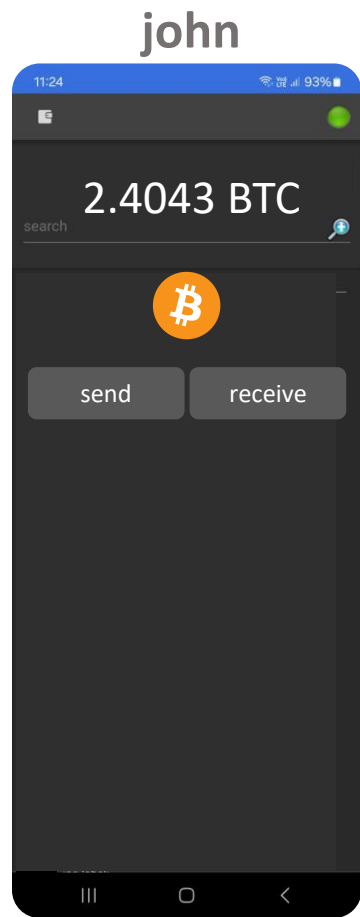 john
11:24 93%
2.4043 BTC
search
send receive